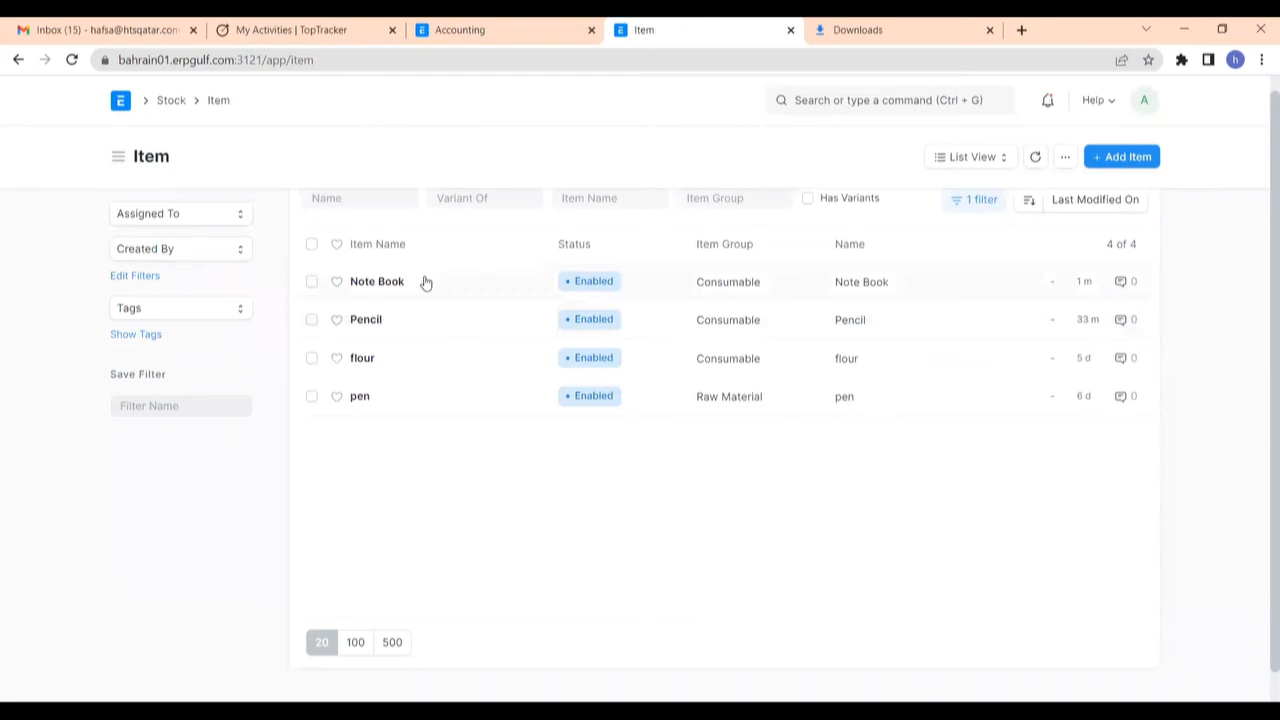 Inbox (15) - hafsa@htsqatar.com
My Activities | TopTracker
Accounting
Item
Downloads
bahrain01.erpgulf.com:3121/app/item
h
E
Stock
Item
Search or type a command (Ctrl + G)
Help
A
Item
List View
+ Add Item
Assigned To
Created By
Edit Filters
Tags
Show Tags
Save Filter
Filter Name
Name
Variant Of
Item Name
Item Group
Has Variants
1 filter
Last Modified On
Item Name Status Item Group Name 4 of 4
Note Book Enabled Consumable Note Book - 1 m 0
Pencil Enabled Consumable Pencil - 33 m 0
flour Enabled Consumable flour - 5 d 0
pen Enabled Raw Material pen - 6 d 0
20 100 500